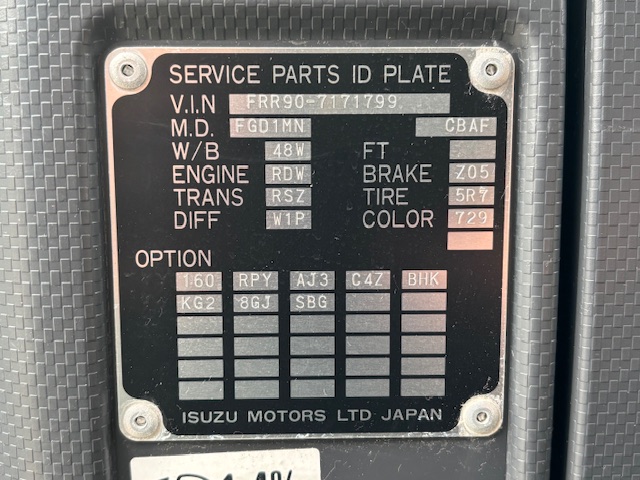 SERVICE PARTS ID PLATE
V.I.N FRR90-7171799
M.D. FGD1MN CBAF
W/B 48W FT
ENGINE RDW BRAKE Z05
TRANS RSZ TIRE 5R7
DIFF W1P COLOR 729
OPTION
160 RPY AJ3 C4Z BHK
KG2 8GJ SBG
ISUZU MOTORS LTD JAPAN